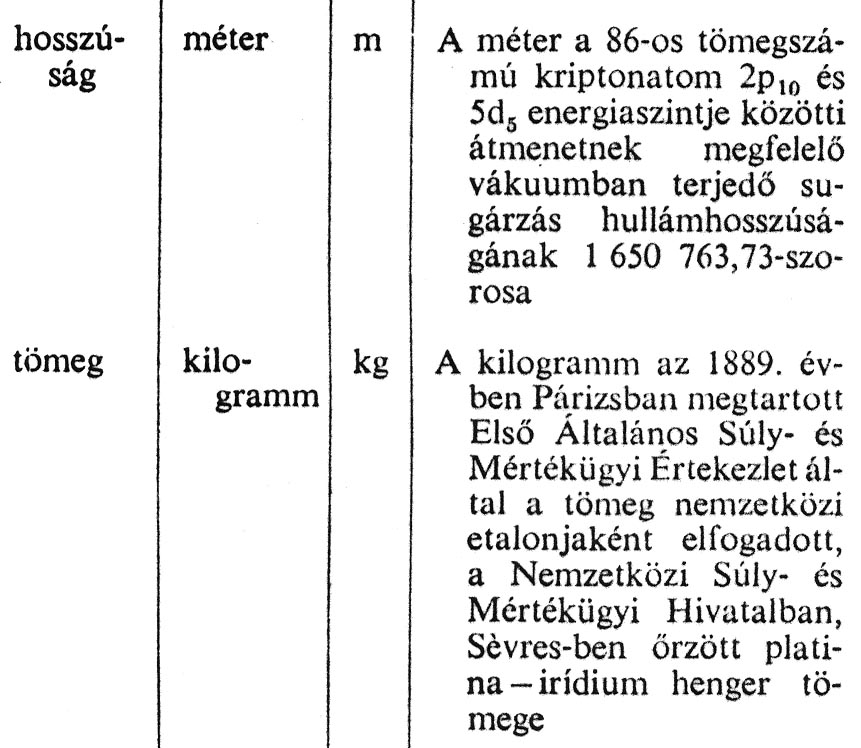 hosszú- méter m A méter a 86-os tömegszá-
ság mú kriptonatom 2p₁₀ és
5d₅ energiaszintje közötti
átmenetnek megfelelő
vákuumban terjedő su-
gárzás hullámhosszúsá-
gának 1 650 763,73-szo-
rosa
tömeg kilo- kg A kilogramm az 1889. év-
gramm ben Párizsban megtartott
Első Általános Súly- és
Mértékügyi Értekezlet ál-
tal a tömeg nemzetközi
etalonjaként elfogadott,
a Nemzetközi Súly- és
Mértékügyi Hivatalban,
Sèvres-ben őrzött plati-
na – irídium henger tö-
mege